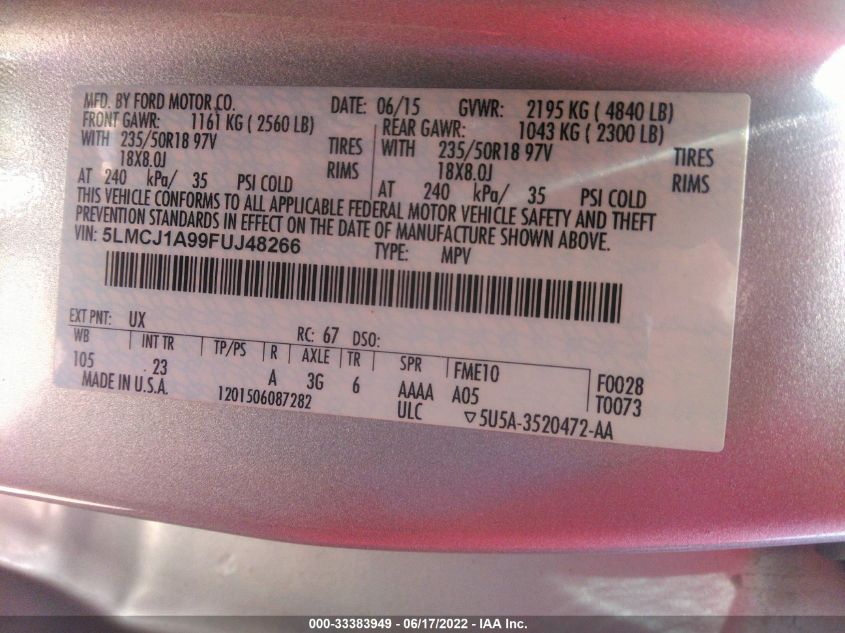 MFD. BY FORD MOTOR CO. DATE: 06/15 GVWR: 2195 KG ( 4840 LB)
FRONT GAWR: 1161 KG ( 2560 LB) REAR GAWR: 1043 KG ( 2300 LB)
WITH 235/50R18 97V TIRES WITH 235/50R18 97V TIRES
18X8.0J RIMS 18X8.0J RIMS
AT 240 kPa/ 35 PSI COLD AT 240 kPa/ 35 PSI COLD
THIS VEHICLE CONFORMS TO ALL APPLICABLE FEDERAL MOTOR VEHICLE SAFETY AND THEFT
PREVENTION STANDARDS IN EFFECT ON THE DATE OF MANUFACTURE SHOWN ABOVE.
VIN: 5LMCJ1A99FUJ48266 TYPE: MPV
EXT PNT: UX RC: 67 DSO:
WB INT TR TP/PS R AXLE TR SPR FME10 F0028
105 23 A 3G 6 AAAA A05 T0073
MADE IN U.S.A. 1201506087282 ULC ▽5U5A-3520472-AA
000-33383949 - 06/17/2022 - IAA Inc.